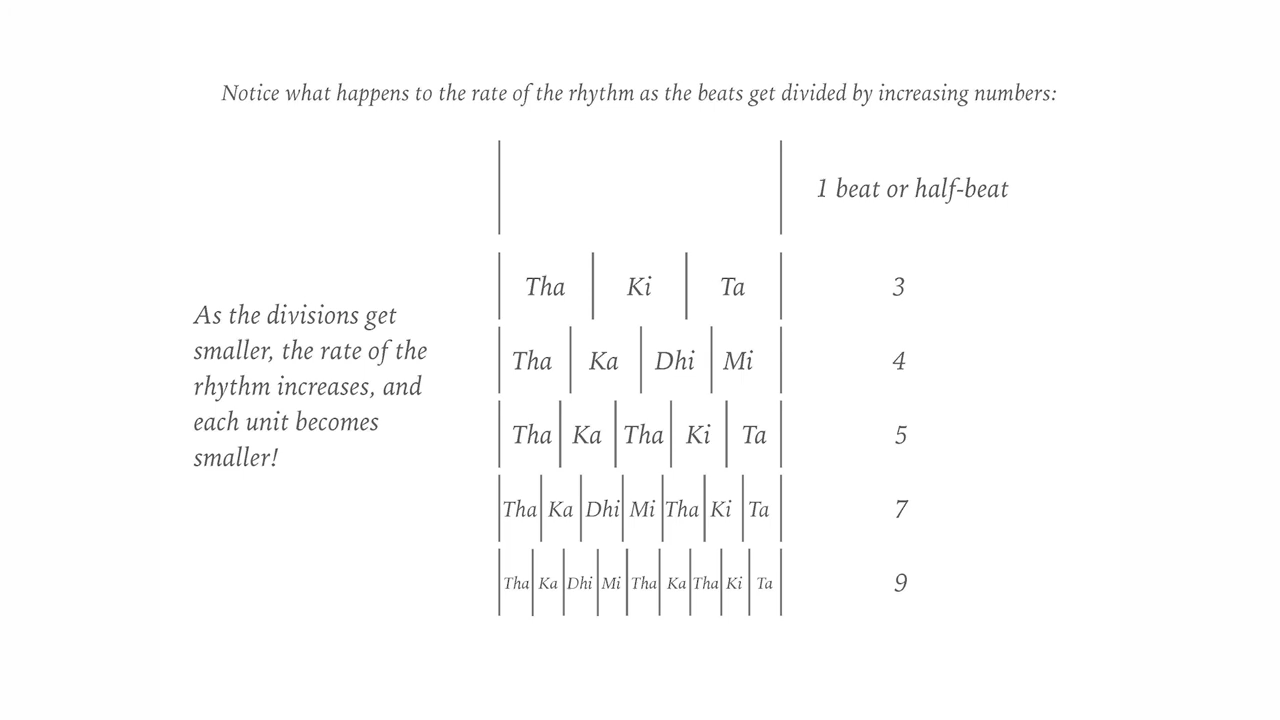 Notice what happens to the rate of the rhythm as the beats get divided by increasing numbers:
1 beat or half-beat
As the divisions get
smaller, the rate of the
rhythm increases, and
each unit becomes
smaller!
Tha Ki Ta 3
Tha Ka Dhi Mi 4
Tha Ka Tha Ki Ta 5
Tha Ka Dhi Mi Tha Ki Ta 7
Tha Ka Dhi Mi Tha Ka Tha Ki Ta 9